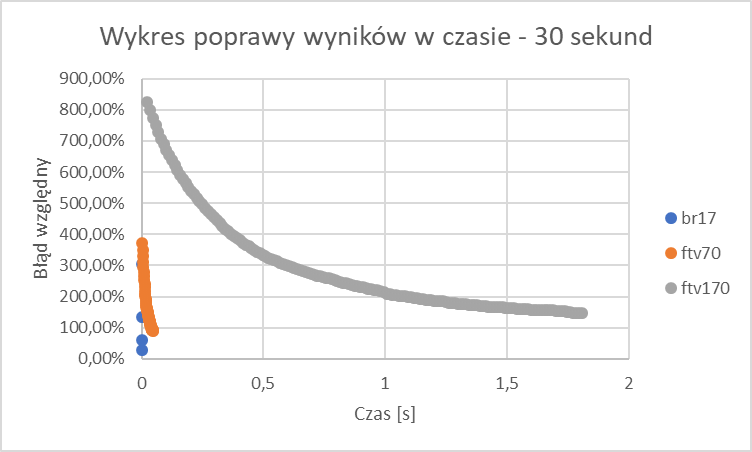 Wykres poprawy wyników w czasie - 30 sekund
900,00%
800,00%
700,00%
600,00%
500,00%
400,00%
300,00%
200,00%
100,00%
0,00%
Błąd względny
0
0,5
1
1,5
2
Czas [s]
br17
ftv70
ftv170